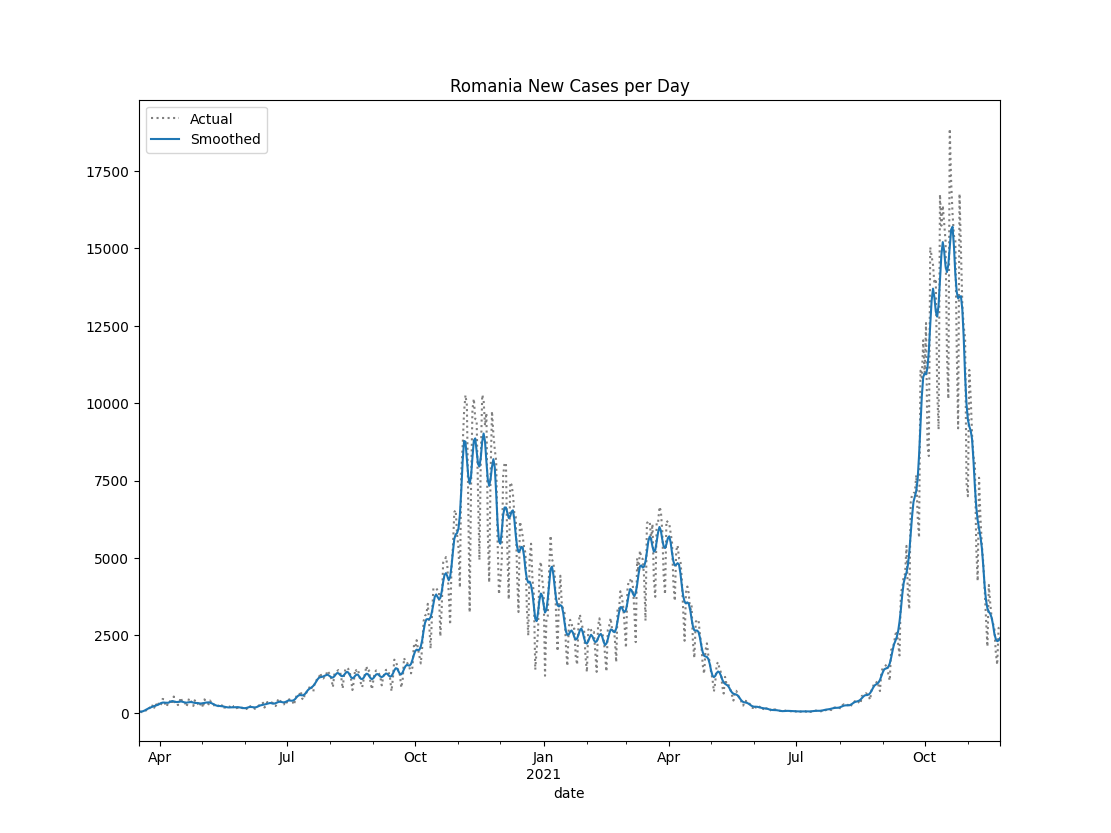 Romania New Cases per Day
Actual
Smoothed
17500
15000
12500
10000
7500
5000
2500
0
Apr Jul Oct Jan Apr Jul Oct
2021
date